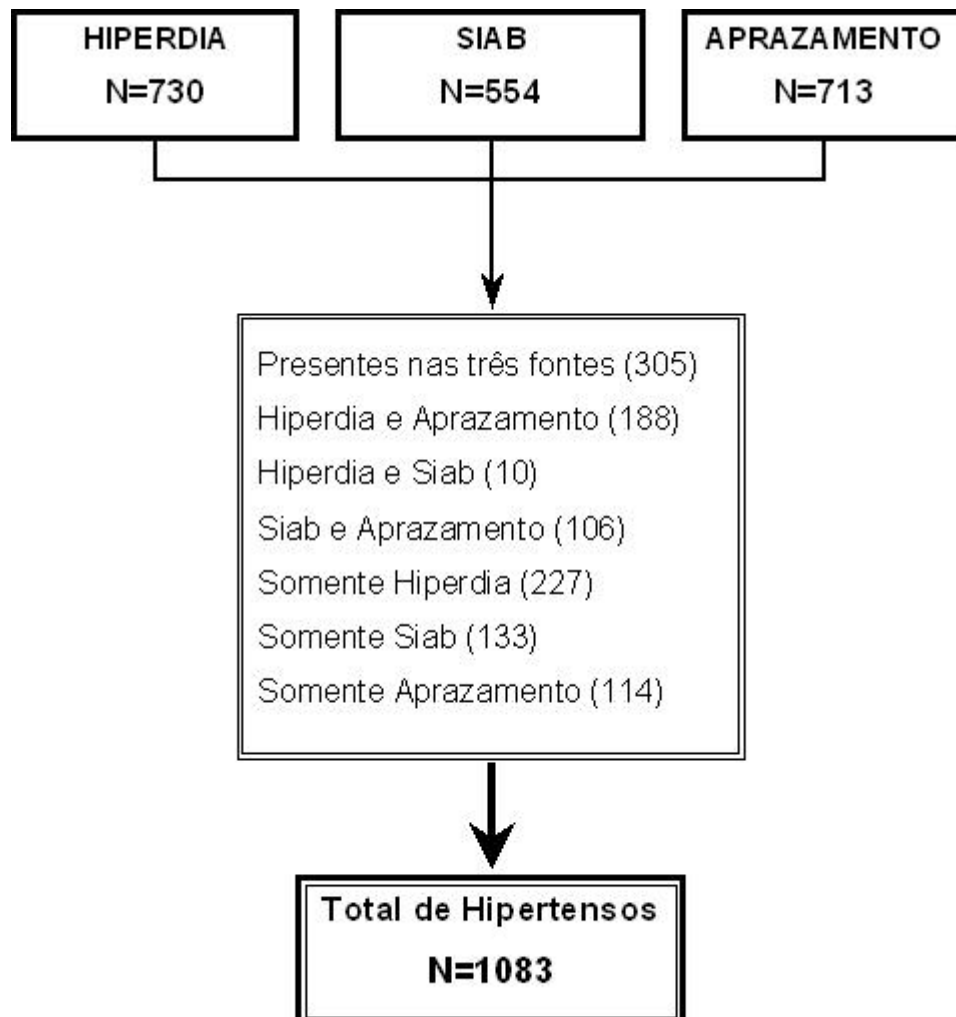 HIPERDIA
N=730
SIAB
N=554
APRAZAMENTO
N=713
Presentes nas três fontes (305)
Hiperdia e Aprazamento (188)
Hiperdia e Siab (10)
Siab e Aprazamento (106)
Somente Hiperdia (227)
Somente Siab (133)
Somente Aprazamento (114)
Total de Hipertensos
N=1083